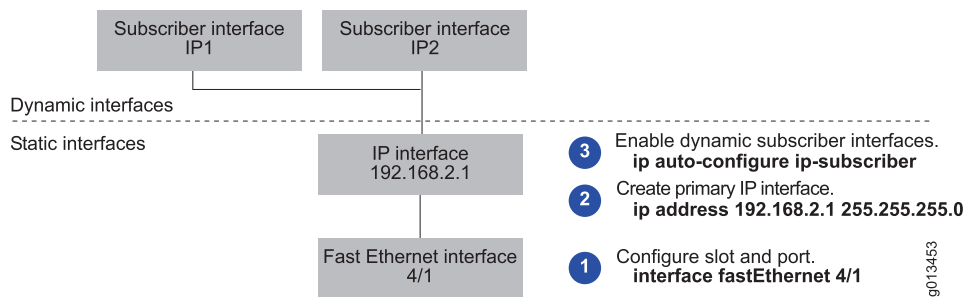 Subscriber interface
IP1
Subscriber interface
IP2
Dynamic interfaces
Static interfaces
IP interface
192.168.2.1
3
Enable dynamic subscriber interfaces.
ip auto-configure ip-subscriber
2
Create primary IP interface.
ip address 192.168.2.1 255.255.255.0
Fast Ethernet interface
4/1
1
Configure slot and port.
interface fastEthernet 4/1
g013453